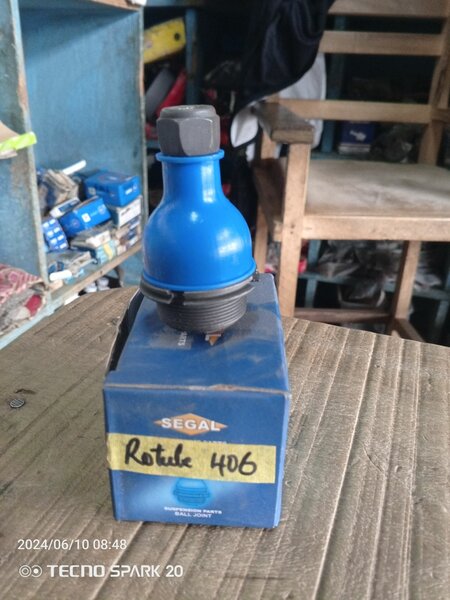 SEGAL
Rotule 406
SUSPENSION PARTS
BALL JOINT
2024/06/10 08:48
TECNO SPARK 20